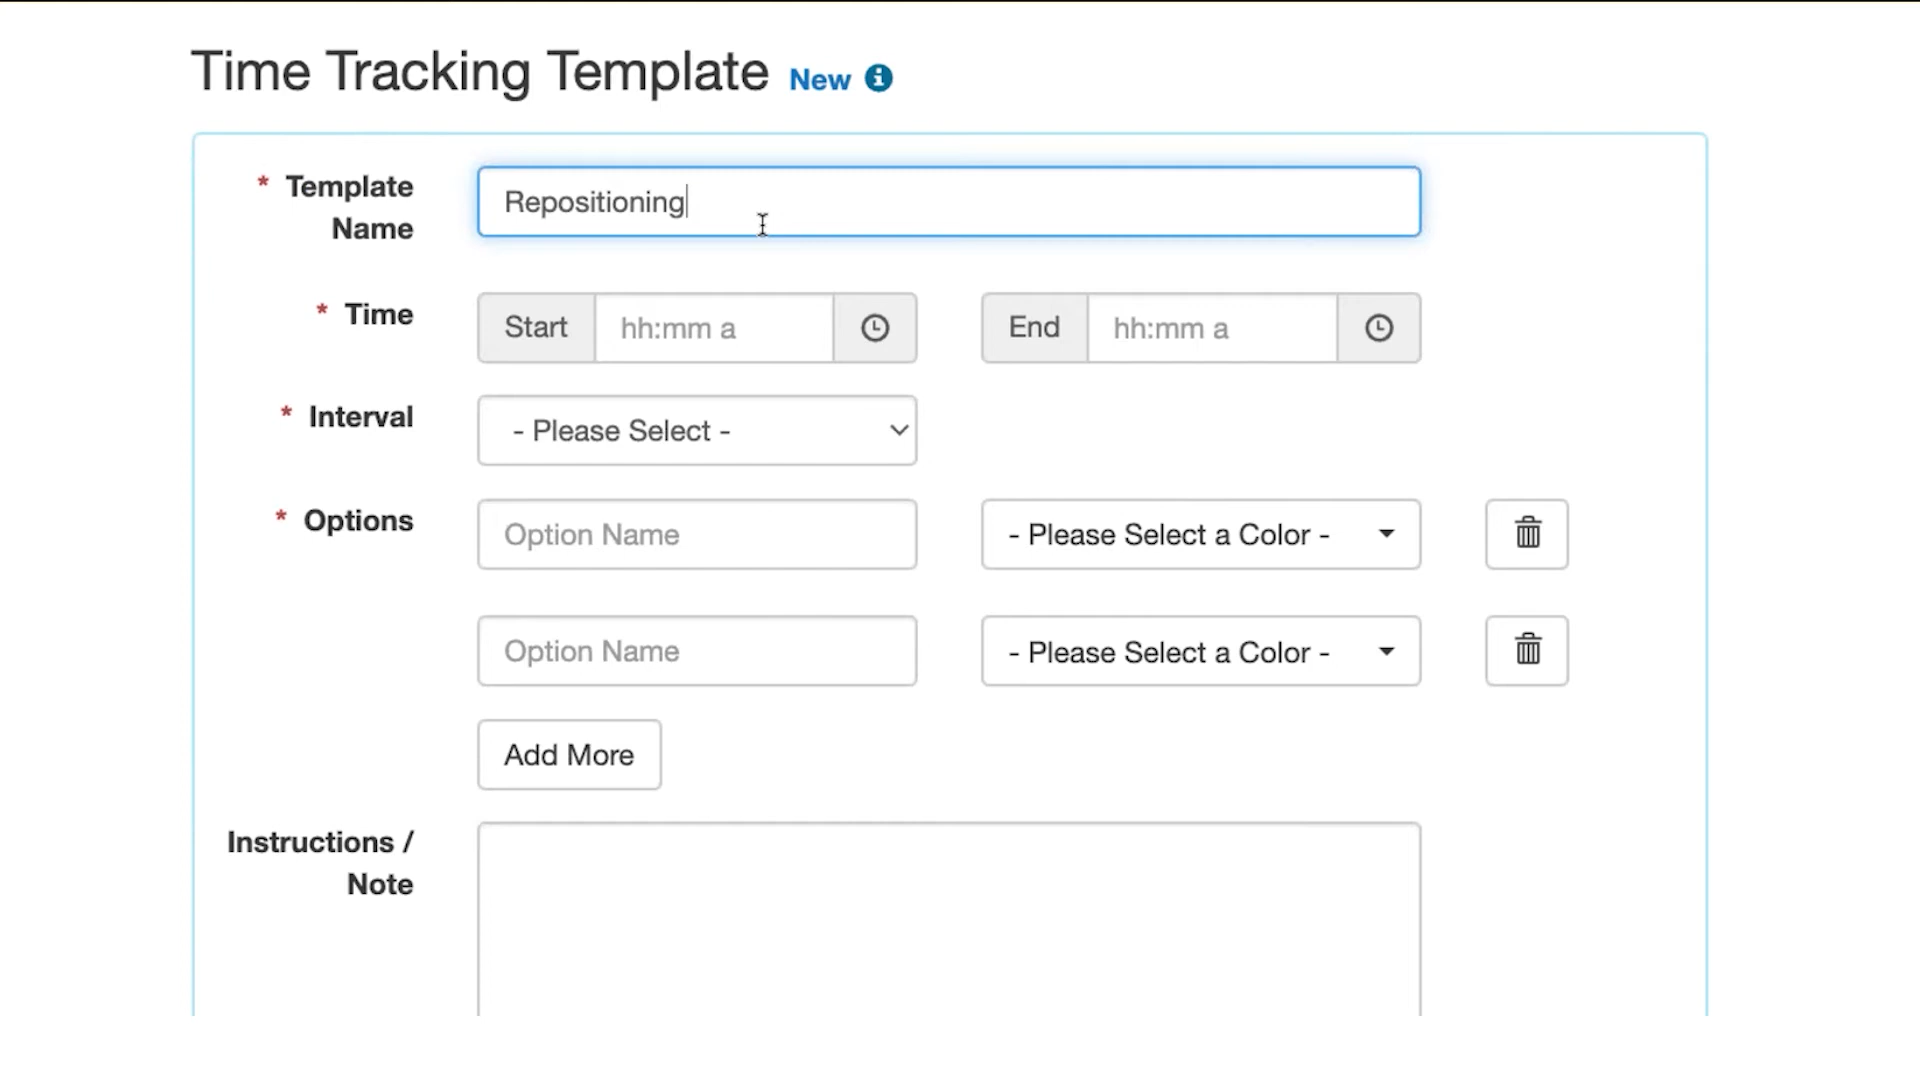 Time Tracking Template New
* Template Name
Repositioning
* Time
Start hh:mm a
End hh:mm a
* Interval
- Please Select -
* Options
Option Name
- Please Select a Color -
Option Name
- Please Select a Color -
Add More
Instructions /
Note